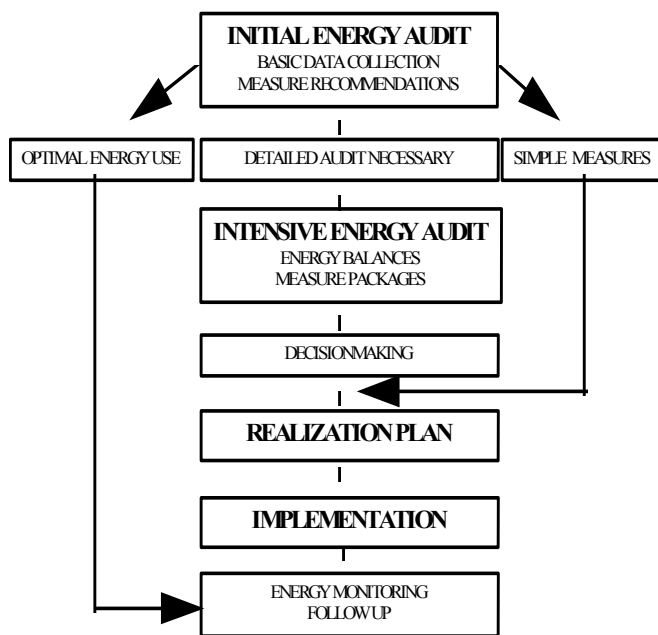 INITIAL ENERGY AUDIT
BASIC DATA COLLECTION
MEASURE RECOMMENDATIONS
OPTIMAL ENERGY USE
DETAILED AUDIT NECESSARY
SIMPLE MEASURES
INTENSIVE ENERGY AUDIT
ENERGY BALANCES
MEASURE PACKAGES
DECISIONMAKING
REALIZATION PLAN
IMPLEMENTATION
ENERGY MONITORING
FOLLOW UP